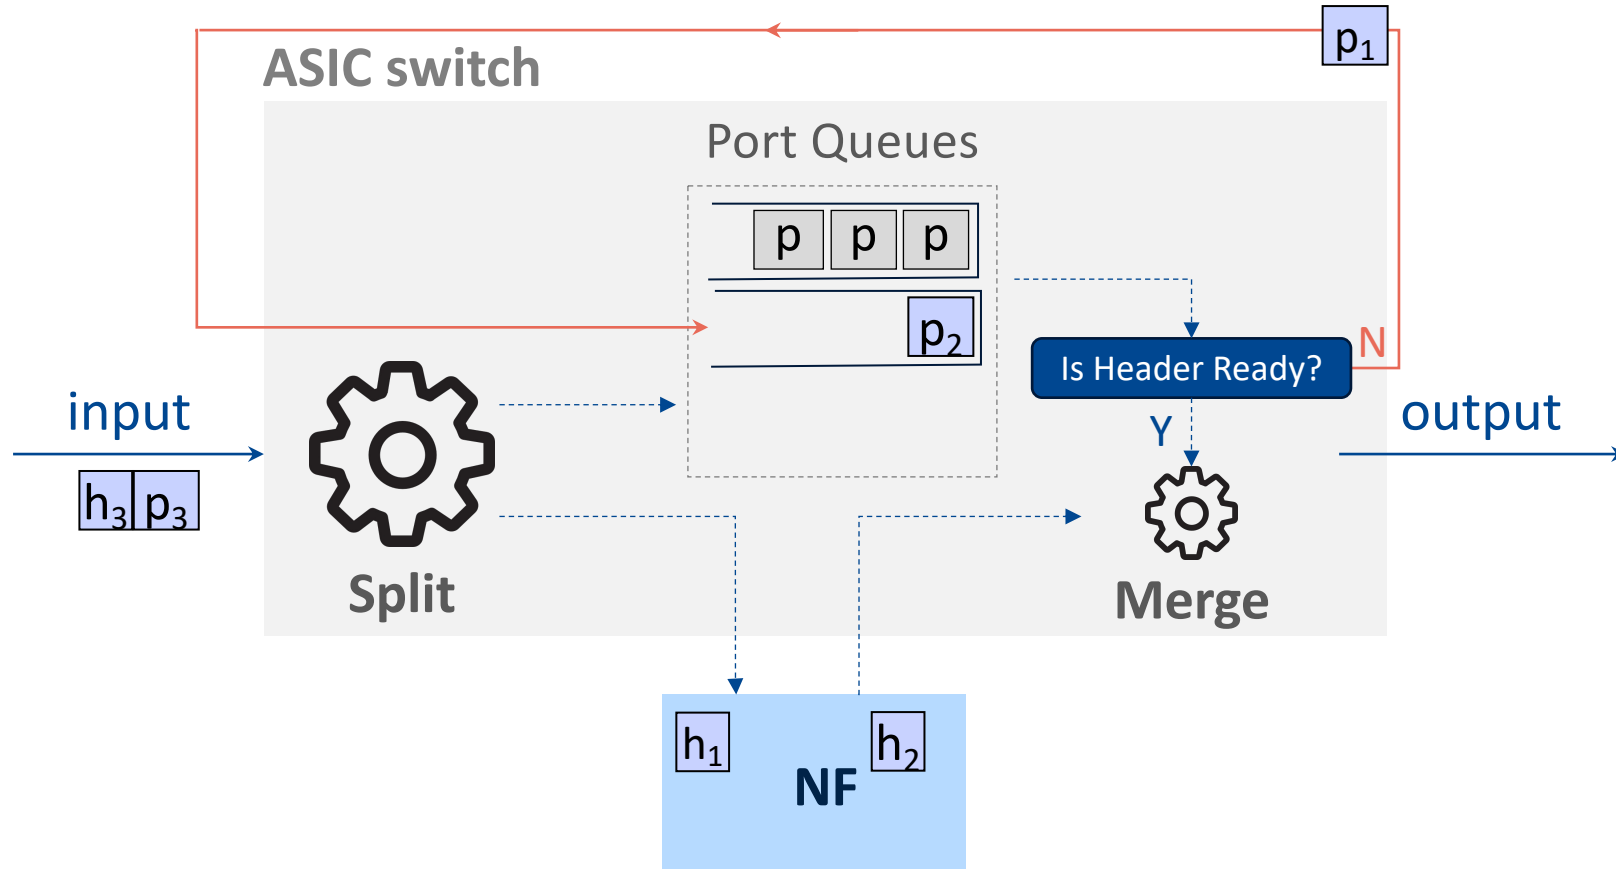 p₁
ASIC switch
Port Queues
p p p
p₂
N
Is Header Ready?
input
output
Y
h₃ p₃
Split
Merge
h₁
h₂
NF